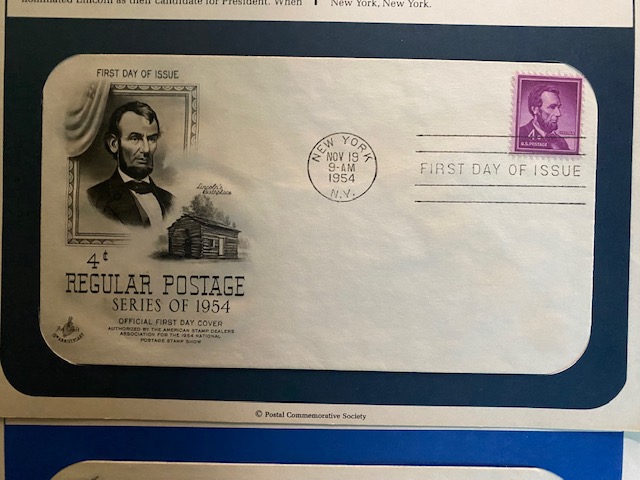 nominated Lincoln as their candidate for President. When
New York, New York.
FIRST DAY OF ISSUE
Lincoln's
Birthplace
4¢
REGULAR POSTAGE
SERIES OF 1954
OFFICIAL FIRST DAY COVER
AUTHORIZED BY THE AMERICAN STAMP DEALERS
ASSOCIATION FOR THE 1954 NATIONAL
POSTAGE STAMP SHOW
ANNIVERSARY
NEW YORK
NOV 19
9-AM
1954
N.Y.
4¢
U.S. POSTAGE
FIRST DAY OF ISSUE
© Postal Commemorative Society